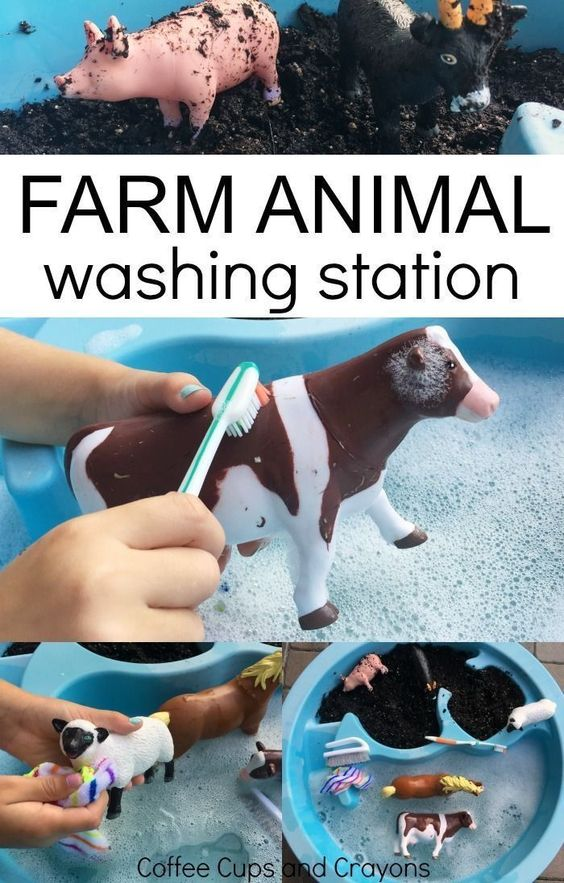 FARM ANIMAL
washing station
Coffee Cups and Crayons